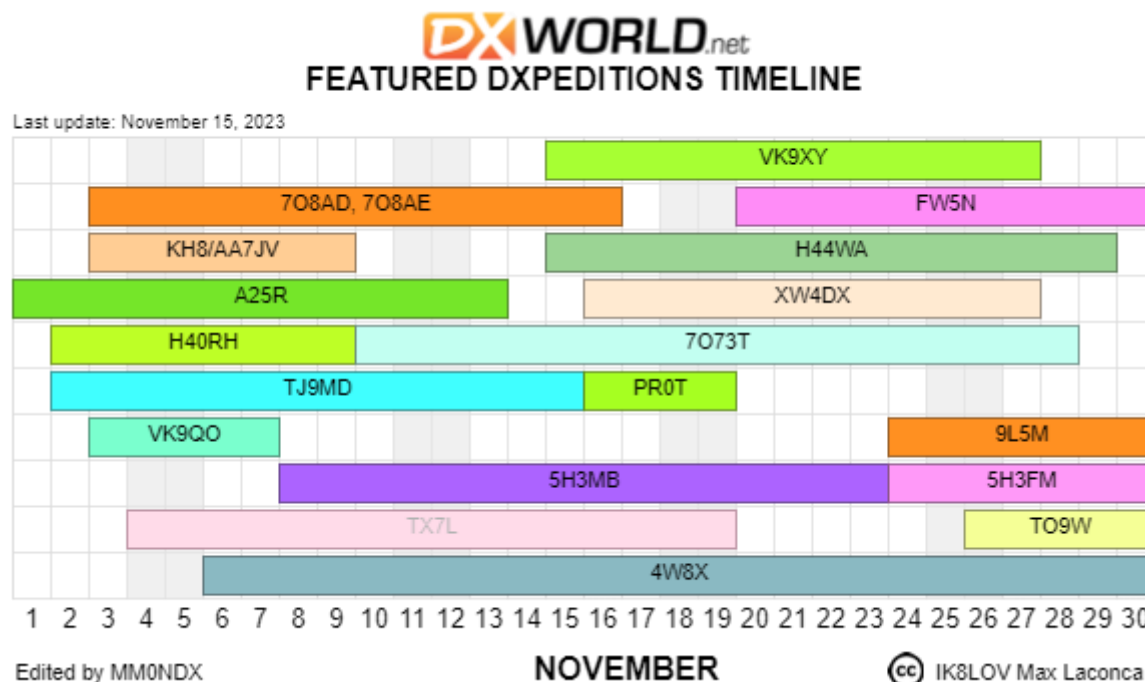 DX WORLD.net
FEATURED DXPEDITIONS TIMELINE
Last update: November 15, 2023
VK9XY
7O8AD, 7O8AE
FW5N
KH8/AA7JV
H44WA
A25R
XW4DX
H40RH
7O73T
TJ9MD
PR0T
VK9QO
9L5M
5H3MB
5H3FM
TX7L
TO9W
4W8X
1 2 3 4 5 6 7 8 9 10 11 12 13 14 15 16 17 18 19 20 21 22 23 24 25 26 27 28 29 30
Edited by MM0NDX
NOVEMBER
cc IK8LOV Max Laconca